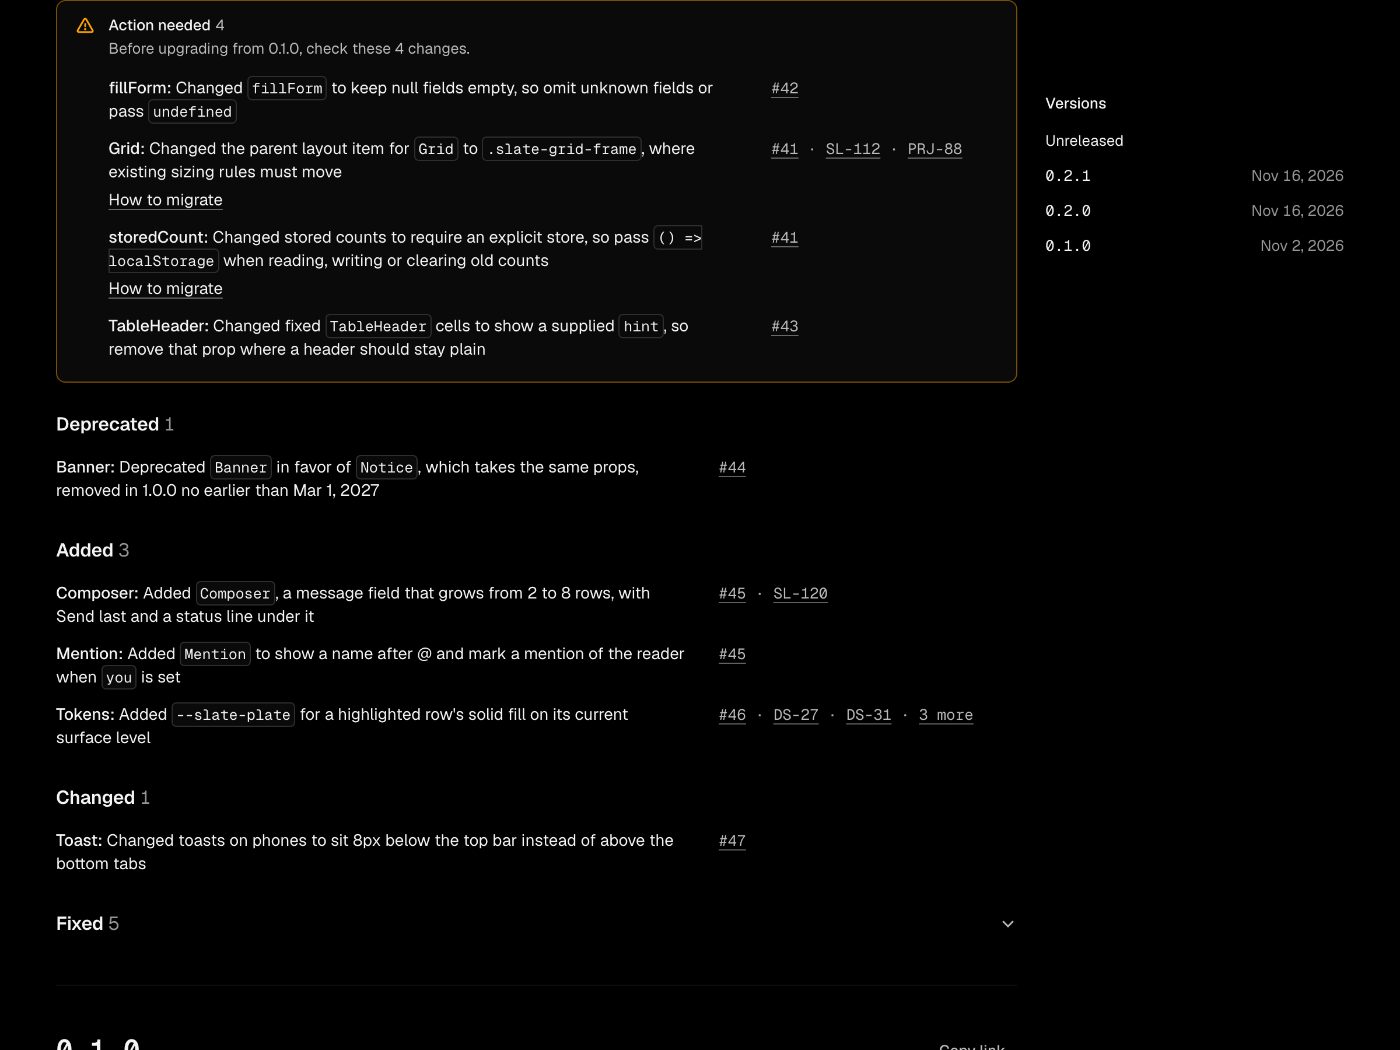 Action needed 4
Before upgrading from 0.1.0, check these 4 changes.
fillForm: Changed fillForm to keep null fields empty, so omit unknown fields or
pass undefined
#42
Grid: Changed the parent layout item for Grid to .slate-grid-frame, where
existing sizing rules must move
#41 · SL-112 · PRJ-88
How to migrate
storedCount: Changed stored counts to require an explicit store, so pass () =>
localStorage when reading, writing or clearing old counts
#41
How to migrate
TableHeader: Changed fixed TableHeader cells to show a supplied hint, so
remove that prop where a header should stay plain
#43
Deprecated 1
Banner: Deprecated Banner in favor of Notice, which takes the same props,
removed in 1.0.0 no earlier than Mar 1, 2027
#44
Added 3
Composer: Added Composer, a message field that grows from 2 to 8 rows, with
Send last and a status line under it
#45 · SL-120
Mention: Added Mention to show a name after @ and mark a mention of the reader
when you is set
#45
Tokens: Added --slate-plate for a highlighted row's solid fill on its current
surface level
#46 · DS-27 · DS-31 · 3 more
Changed 1
Toast: Changed toasts on phones to sit 8px below the top bar instead of above the
bottom tabs
#47
Fixed 5
0.1.0
Copy link
Versions
Unreleased
0.2.1 Nov 16, 2026
0.2.0 Nov 16, 2026
0.1.0 Nov 2, 2026